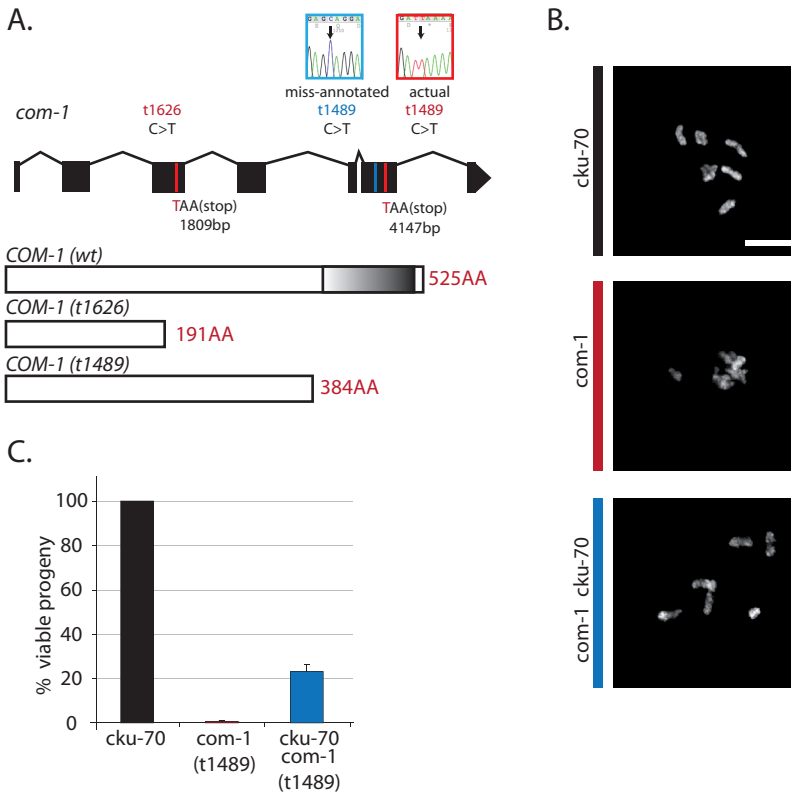 A.
GAGCAGGA
GATTAAAA
miss-annotated
t1489
C>T
actual
t1489
C>T
com-1
t1626
C>T
TAA(stop)
1809bp
TAA(stop)
4147bp
COM-1 (wt)
525AA
COM-1 (t1626)
191AA
COM-1 (t1489)
384AA
B.
cku-70
com-1
com-1 cku-70
C.
% viable progeny
100
80
60
40
20
0
cku-70
com-1
(t1489)
cku-70
com-1
(t1489)